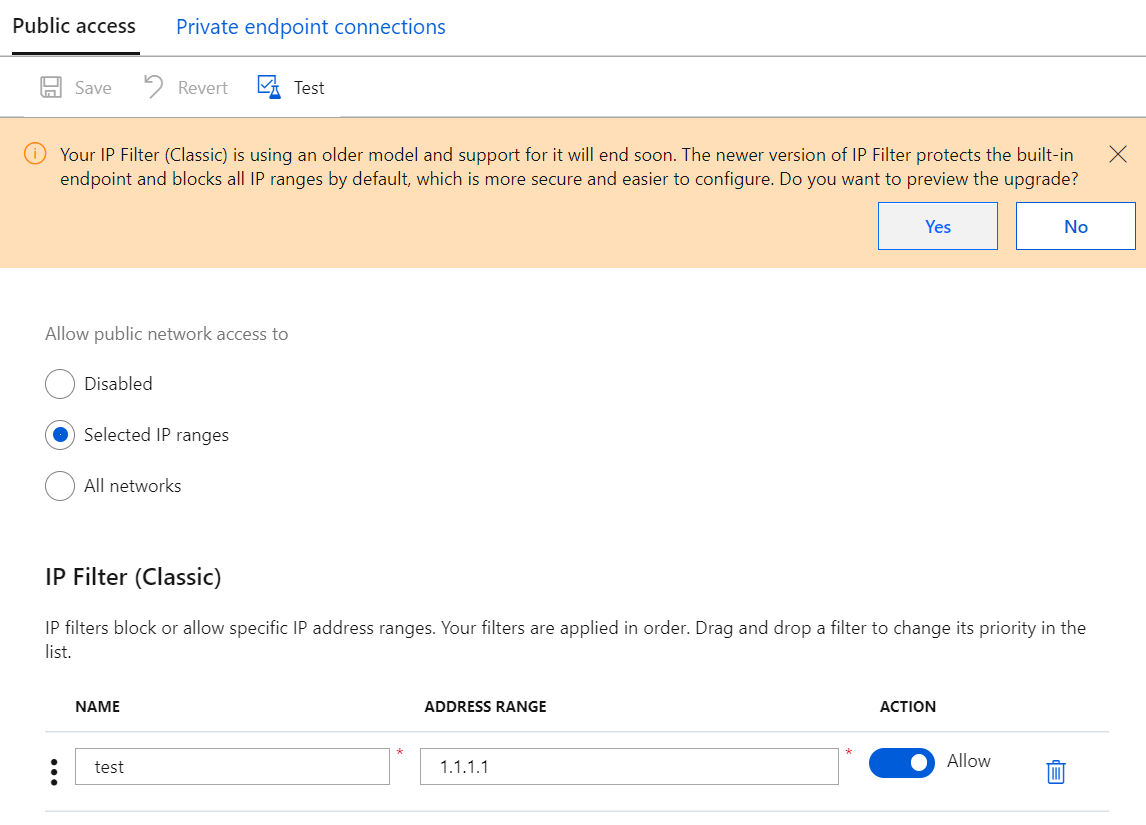 Public access
Private endpoint connections
Save
Revert
Test
Your IP Filter (Classic) is using an older model and support for it will end soon. The newer version of IP Filter protects the built-in
endpoint and blocks all IP ranges by default, which is more secure and easier to configure. Do you want to preview the upgrade?
Yes
No
Allow public network access to
Disabled
Selected IP ranges
All networks
IP Filter (Classic)
IP filters block or allow specific IP address ranges. Your filters are applied in order. Drag and drop a filter to change its priority in the
list.
NAME
ADDRESS RANGE
ACTION
test
*
1.1.1.1
*
Allow